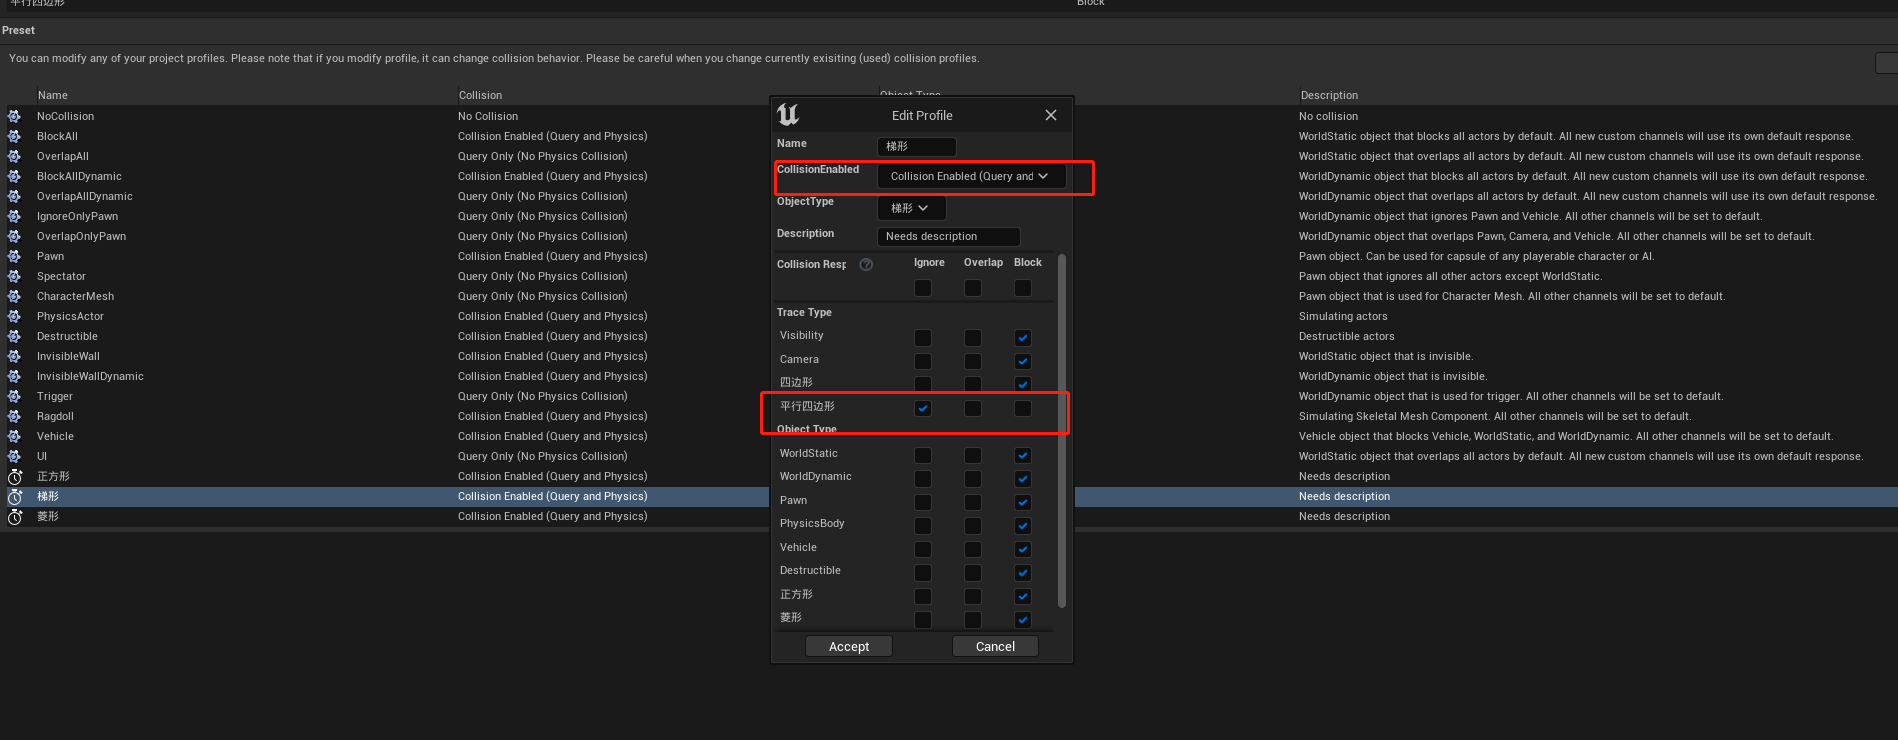 平行四边形 Block
Preset
You can modify any of your project profiles. Please note that if you modify profile, it can change collision behavior. Please be careful when you change currently exisiting (used) collision profiles.
Name Collision Object Type Description
NoCollision No Collision No collision
BlockAll Collision Enabled (Query and Physics) WorldStatic object that blocks all actors by default. All new custom channels will use its own default response.
OverlapAll Query Only (No Physics Collision) WorldStatic object that overlaps all actors by default. All new custom channels will use its own default response.
BlockAllDynamic Collision Enabled (Query and Physics) WorldDynamic object that blocks all actors by default. All new custom channels will use its own default response.
OverlapAllDynamic Query Only (No Physics Collision) WorldDynamic object that overlaps all actors by default. All new custom channels will use its own default response.
IgnoreOnlyPawn Query Only (No Physics Collision) WorldDynamic object that ignores Pawn and Vehicle. All other channels will be set to default.
OverlapOnlyPawn Query Only (No Physics Collision) WorldDynamic object that overlaps Pawn, Camera, and Vehicle. All other channels will be set to default.
Pawn Collision Enabled (Query and Physics) Pawn object. Can be used for capsule of any playerable character or AI.
Spectator Query Only (No Physics Collision) Pawn object that ignores all other actors except WorldStatic.
CharacterMesh Query Only (No Physics Collision) Pawn object that is used for Character Mesh. All other channels will be set to default.
PhysicsActor Collision Enabled (Query and Physics) Simulating actors
Destructible Collision Enabled (Query and Physics) Destructible actors
InvisibleWall Collision Enabled (Query and Physics) WorldStatic object that is invisible.
InvisibleWallDynamic Collision Enabled (Query and Physics) WorldDynamic object that is invisible.
Trigger Query Only (No Physics Collision) WorldDynamic object that is used for trigger. All other channels will be set to default.
Ragdoll Collision Enabled (Query and Physics) Simulating Skeletal Mesh Component. All other channels will be set to default.
Vehicle Collision Enabled (Query and Physics) Vehicle object that blocks Vehicle, WorldStatic, and WorldDynamic. All other channels will be set to default.
UI Query Only (No Physics Collision) WorldStatic object that overlaps all actors by default. All new custom channels will use its own default response.
正方形 Collision Enabled (Query and Physics) Needs description
梯形 Collision Enabled (Query and Physics) Needs description
菱形 Collision Enabled (Query and Physics) Needs description
Edit Profile
Name 梯形
CollisionEnabled Collision Enabled (Query and
ObjectType 梯形
Description Needs description
Collision Resp Ignore Overlap Block
Trace Type
Visibility
Camera
四边形
平行四边形
Object Type
WorldStatic
WorldDynamic
Pawn
PhysicsBody
Vehicle
Destructible
正方形
菱形
Accept Cancel